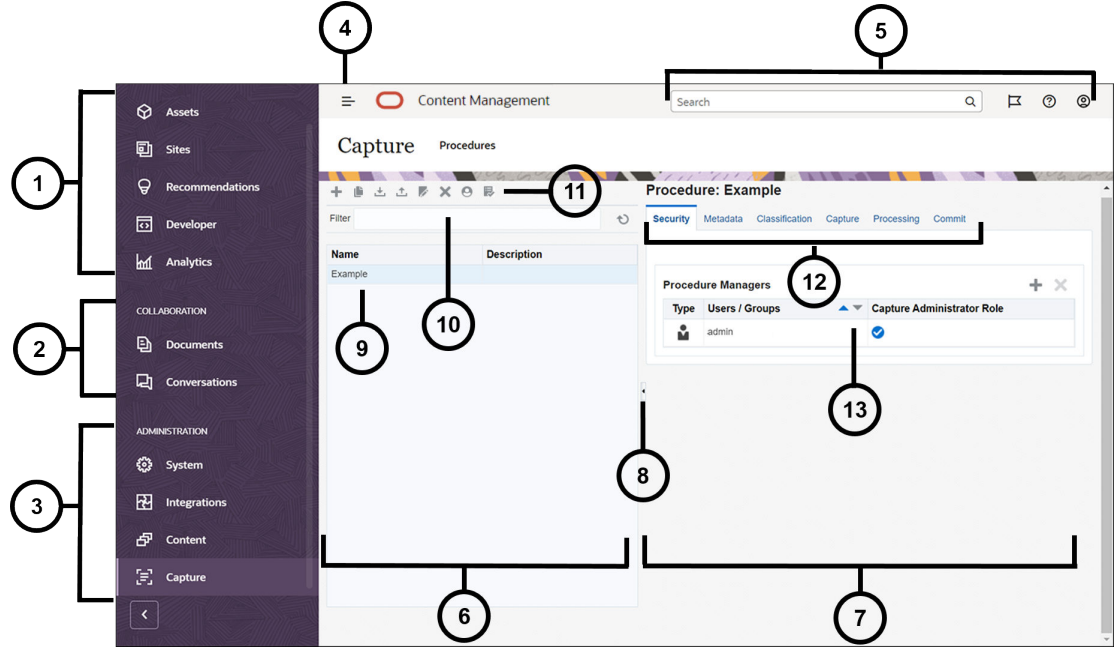 4
5
Content Management
Search
Assets
Sites
Recommendations
Developer
Analytics
1
Capture
Procedures
11
Procedure: Example
Filter
Security Metadata Classification Capture Processing Commit
Name Description
Example
12
Procedure Managers
Type Users / Groups Capture Administrator Role
admin
9
10
13
8
COLLABORATION
Documents
Conversations
2
ADMINISTRATION
System
Integrations
Content
Capture
3
6
7